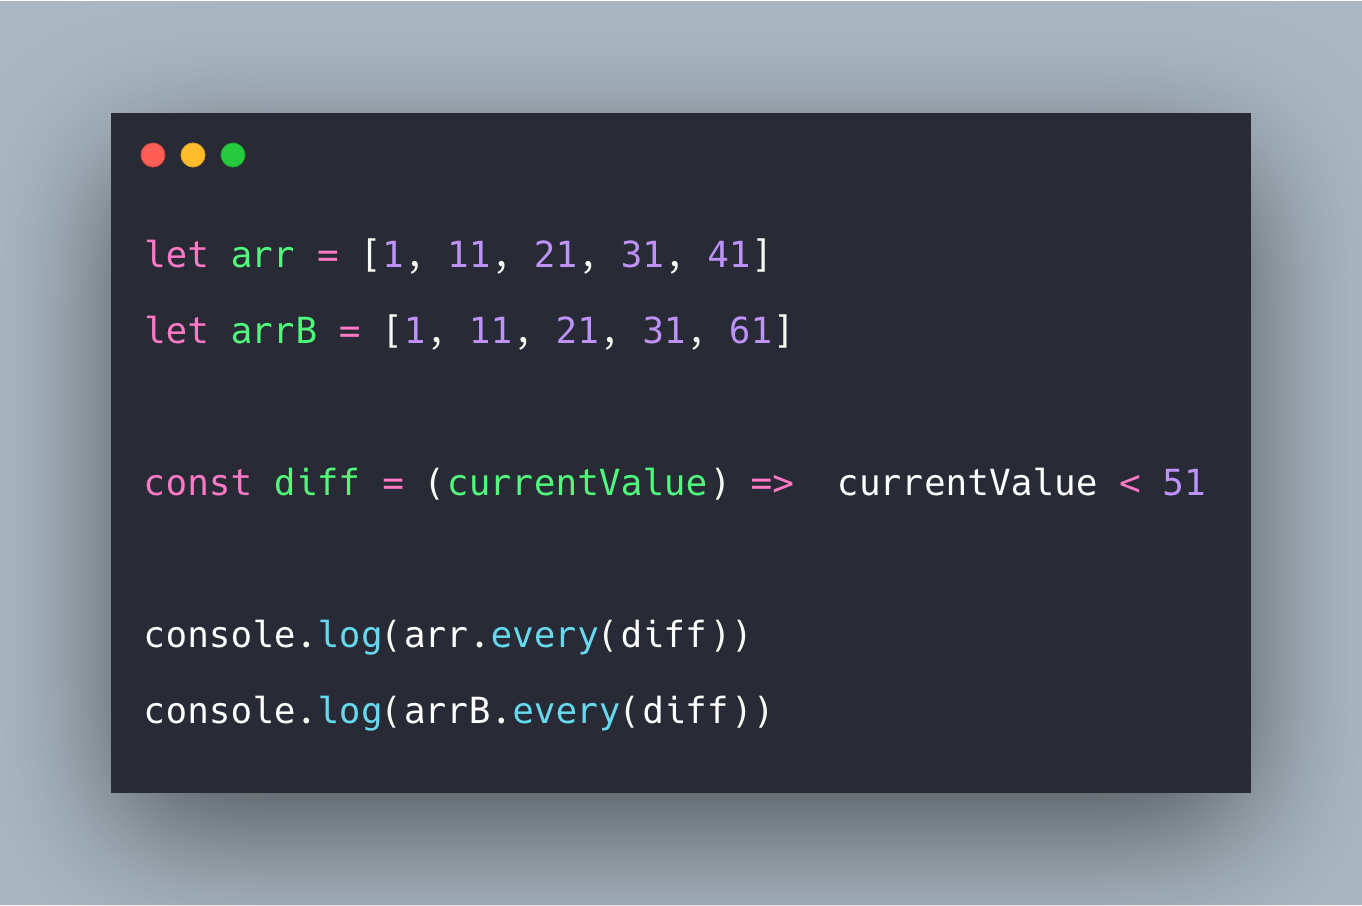 let arr = [1, 11, 21, 31, 41]
let arrB = [1, 11, 21, 31, 61]
const diff = (currentValue) =>  currentValue < 51
console.log(arr.every(diff))
console.log(arrB.every(diff))